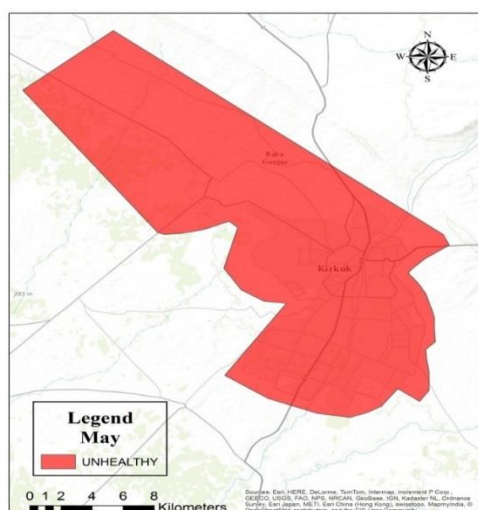 N
W E
S
Baba
Gurgur
Kirkuk
Legend
May
UNHEALTHY
0 1 2 4 6 8
Kilometers
Sources: Esri, HERE, DeLorme, TomTom, Intermap, increment P Corp.,
GEBCO, USGS, FAO, NPS, NRCAN, GeoBase, IGN, Kadaster NL, Ordnance
Survey, Esri Japan, METI, Esri China (Hong Kong), swisstopo, MapmyIndia, ©